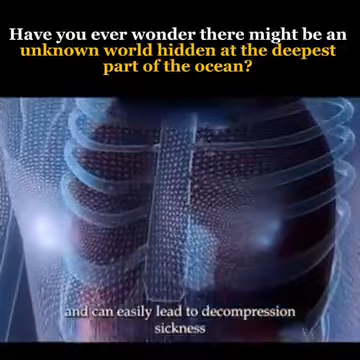 Have you ever wonder there might be an
unknown world hidden at the deepest
part of the ocean?
and can easily lead to decompression
sickness